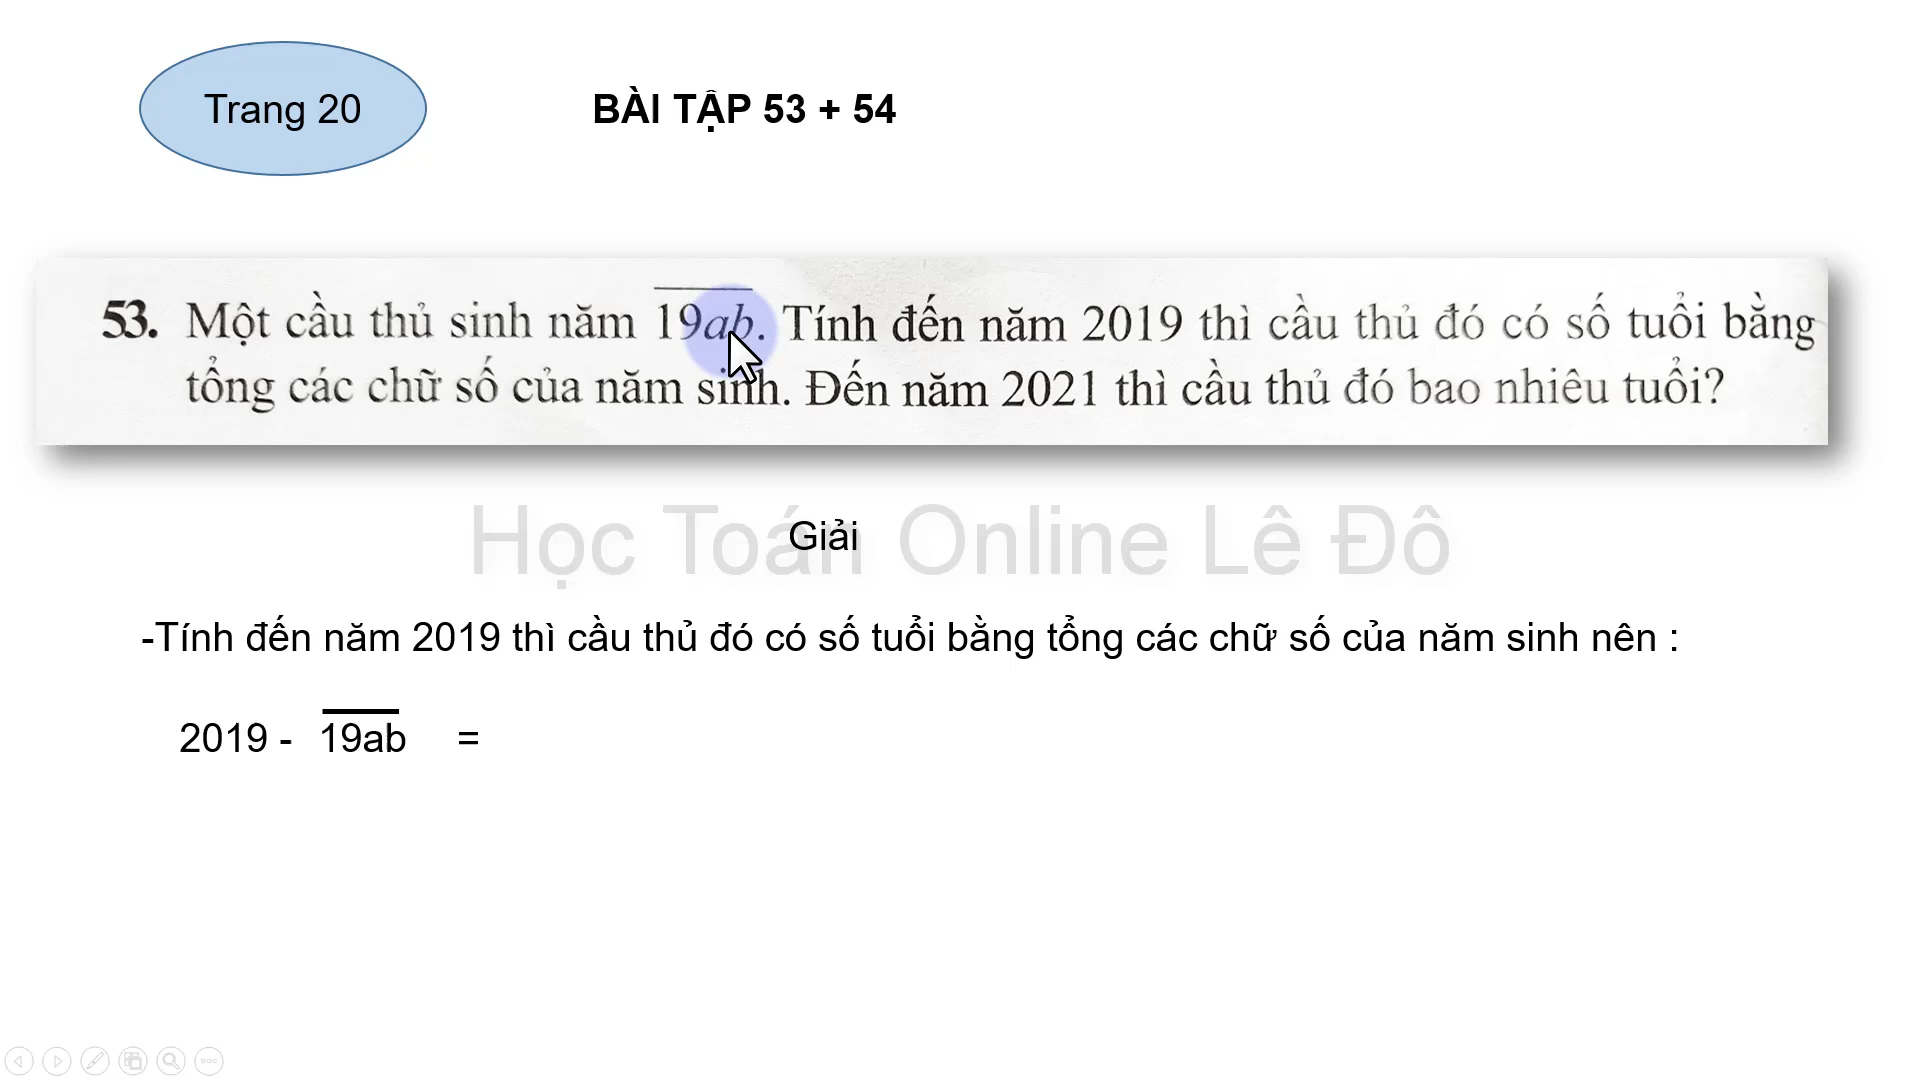 Trang 20
BÀI TẬP 53 + 54
53. Một cầu thủ sinh năm 19ab. Tính đến năm 2019 thì cầu thủ đó có số tuổi bằng
tổng các chữ số của năm sinh. Đến năm 2021 thì cầu thủ đó bao nhiêu tuổi?
Học Toán Online Lê Đô
Giải
-Tính đến năm 2019 thì cầu thủ đó có số tuổi bằng tổng các chữ số của năm sinh nên :
2019 - 19ab =